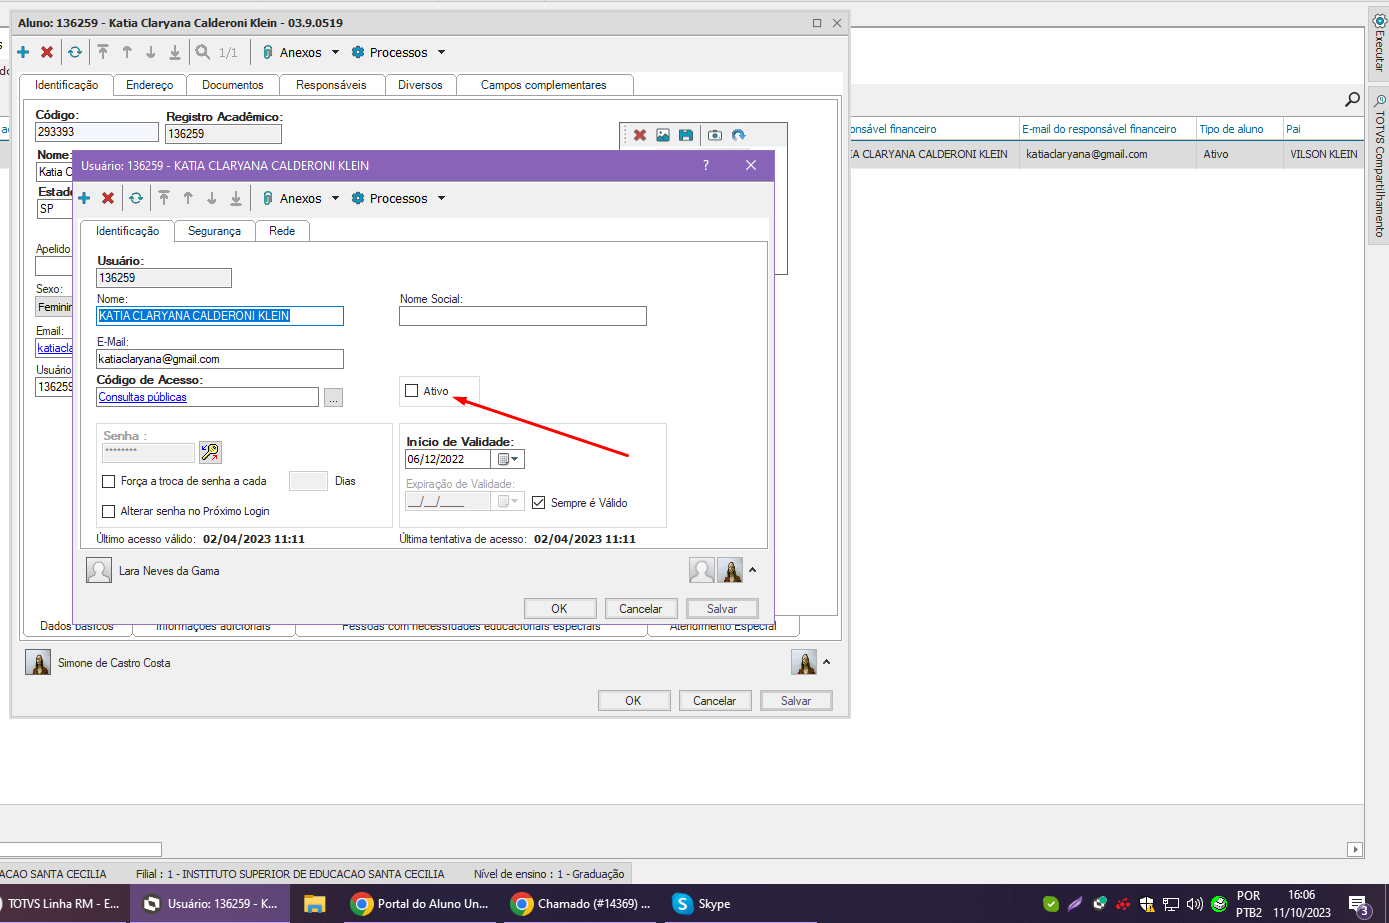 Aluno: 136259 - Katia Claryana Calderoni Klein - 03.9.0519
1/1 Anexos Processos
Identificação Endereço Documentos Responsáveis Diversos Campos complementares
Código:
293393
Registro Acadêmico:
136259
Nome:
Katia C
Estado
SP
Apelido
Sexo:
Feminin
Email:
katiacla
Usuário
136259
Usuário: 136259 - KATIA CLARYANA CALDERONI KLEIN
?
Anexos Processos
Identificação Segurança Rede
Usuário:
136259
Nome:
KATIA CLARYANA CALDERONI KLEIN
Nome Social:
E-Mail:
katiaclaryana@gmail.com
Código de Acesso:
Consultas públicas
...
Ativo
Senha :
********
Força a troca de senha a cada Dias
Alterar senha no Próximo Login
Início de Validade:
06/12/2022
Expiração de Validade:
__/__/____
Sempre é Válido
Último acesso válido: 02/04/2023 11:11
Última tentativa de acesso: 02/04/2023 11:11
Lara Neves da Gama
OK Cancelar Salvar
Dados básicos Informações adicionais Pessoas com necessidades educacionais especiais Atendimento Especial
Simone de Castro Costa
OK Cancelar Salvar
onsável financeiro E-mail do responsável financeiro Tipo de aluno Pai
IA CLARYANA CALDERONI KLEIN katiaclaryana@gmail.com Ativo VILSON KLEIN
Executar
TOTVS Compartilhamento
ACAO SANTA CECILIA Filial : 1 - INSTITUTO SUPERIOR DE EDUCACAO SANTA CECILIA Nível de ensino : 1 - Graduação
TOTVS Linha RM - E... Usuário: 136259 - K... Portal do Aluno Un... Chamado (#14369) ... Skype
POR
PTB2
16:06
11/10/2023
3